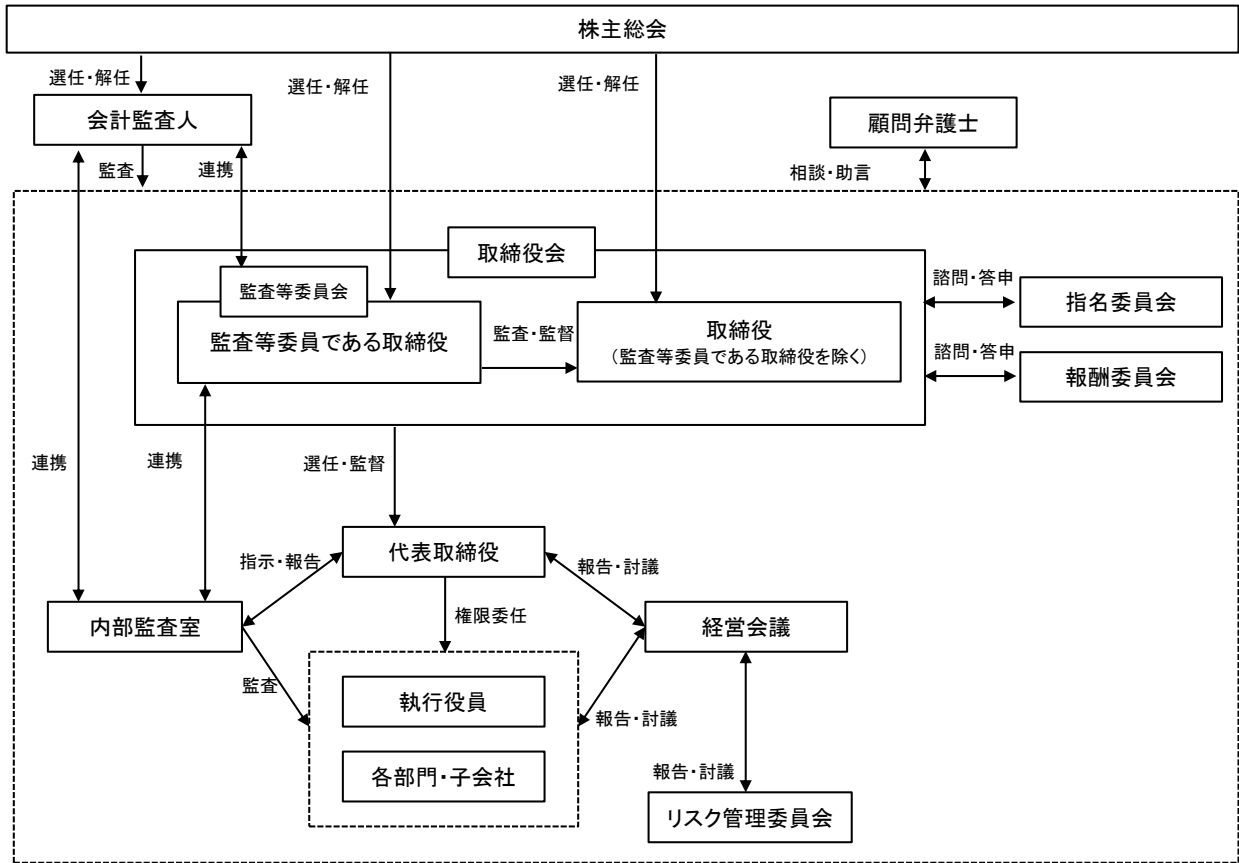 株主総会
選任・解任
選任・解任
選任・解任
会計監査人
顧問弁護士
監査
連携
相談・助言
取締役会
監査等委員会
監査等委員である取締役
監査・監督
取締役
（監査等委員である取締役を除く）
諮問・答申
指名委員会
諮問・答申
報酬委員会
連携
連携
選任・監督
代表取締役
指示・報告
報告・討議
内部監査室
権限委任
経営会議
監査
執行役員
報告・討議
各部門・子会社
報告・討議
リスク管理委員会